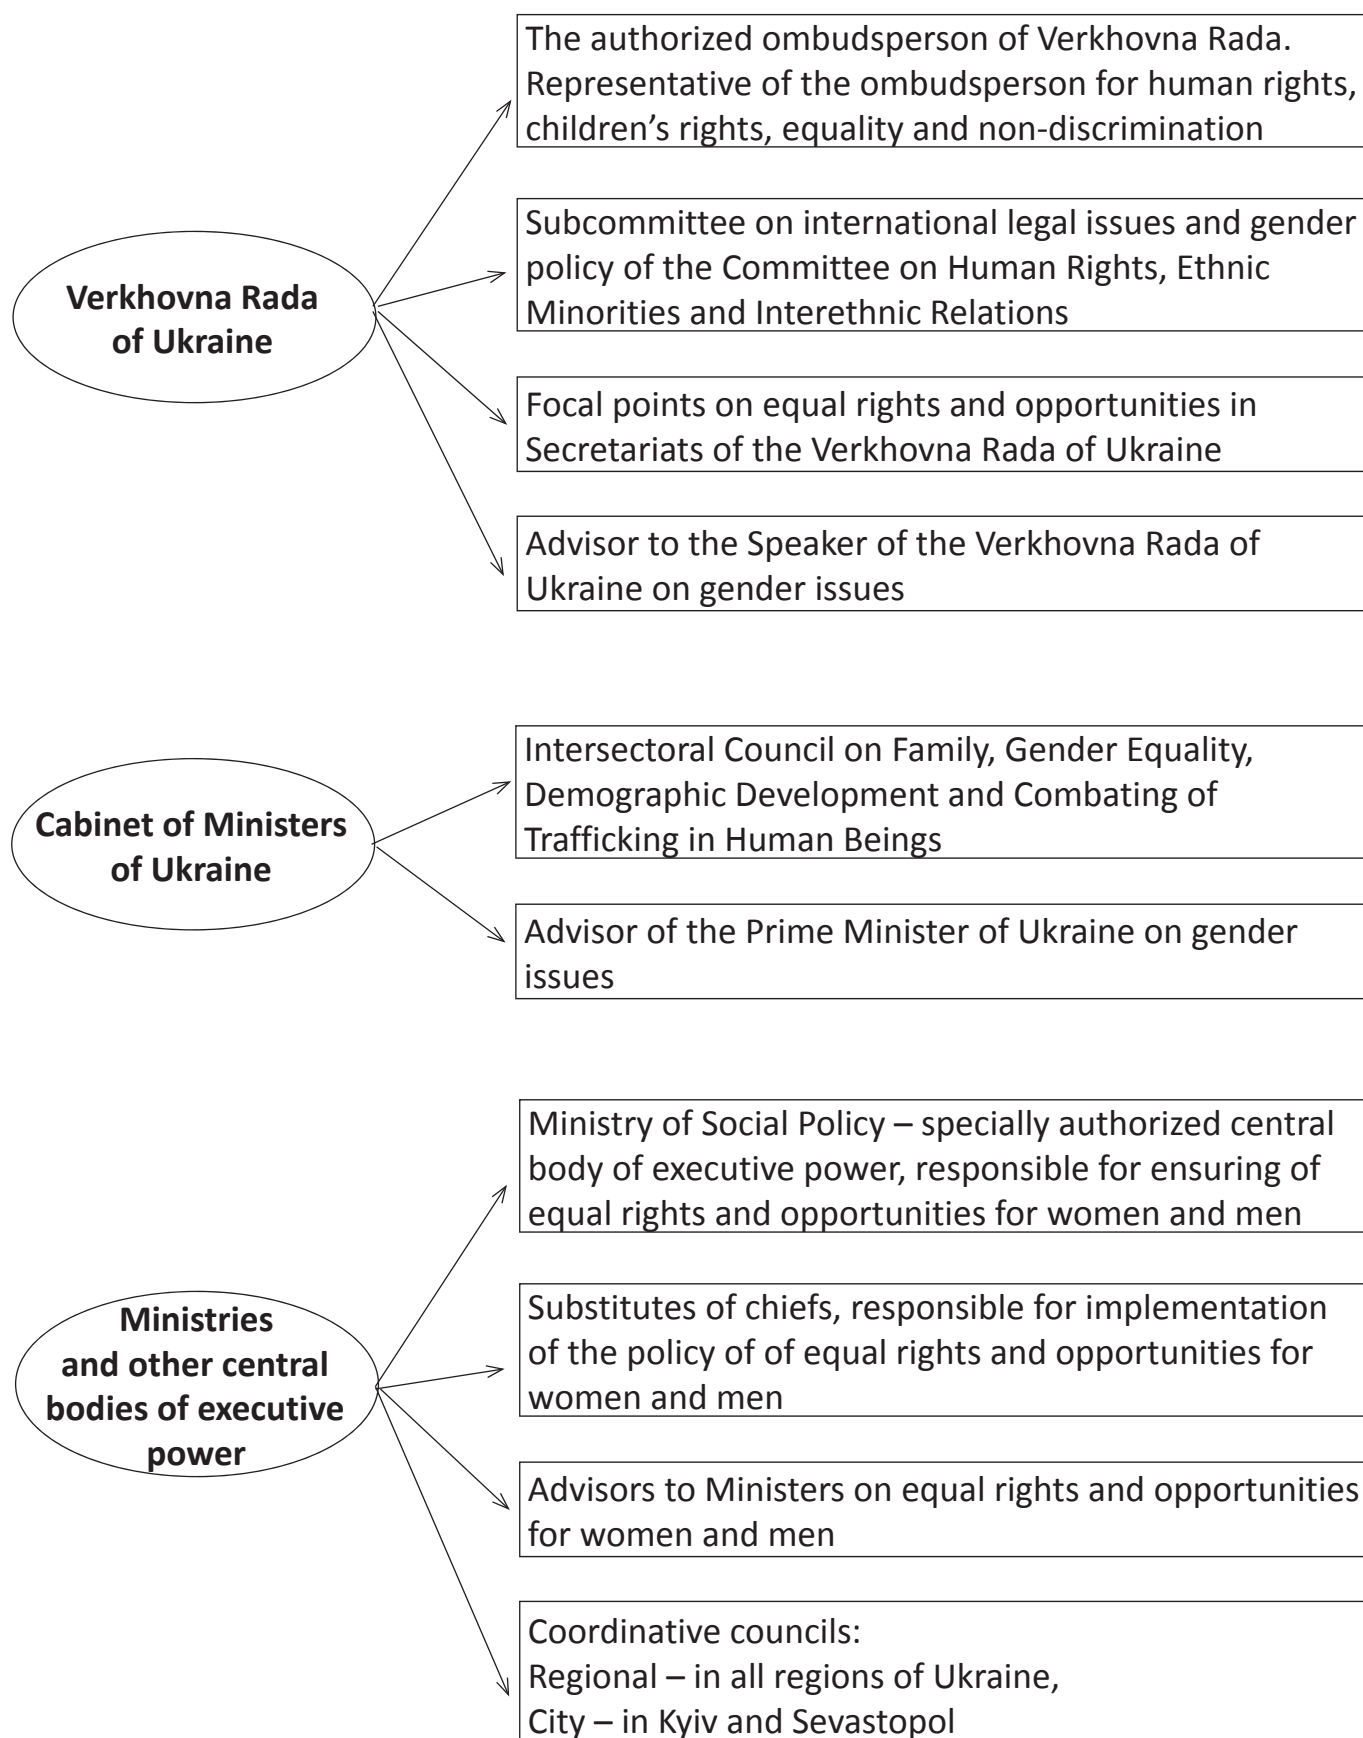 The authorized ombudsperson of Verkhovna Rada.
Representative of the ombudsperson for human rights,
children’s rights, equality and non-discrimination
Verkhovna Rada
of Ukraine
Subcommittee on international legal issues and gender
policy of the Committee on Human Rights, Ethnic
Minorities and Interethnic Relations
Focal points on equal rights and opportunities in
Secretariats of the Verkhovna Rada of Ukraine
Advisor to the Speaker of the Verkhovna Rada of
Ukraine on gender issues
Cabinet of Ministers
of Ukraine
Intersectoral Council on Family, Gender Equality,
Demographic Development and Combating of
Trafficking in Human Beings
Advisor of the Prime Minister of Ukraine on gender
issues
Ministries
and other central
bodies of executive
power
Ministry of Social Policy – specially authorized central
body of executive power, responsible for ensuring of
equal rights and opportunities for women and men
Substitutes of chiefs, responsible for implementation
of the policy of of equal rights and opportunities for
women and men
Advisors to Ministers on equal rights and opportunities
for women and men
Coordinative councils:
Regional – in all regions of Ukraine,
City – in Kyiv and Sevastopol